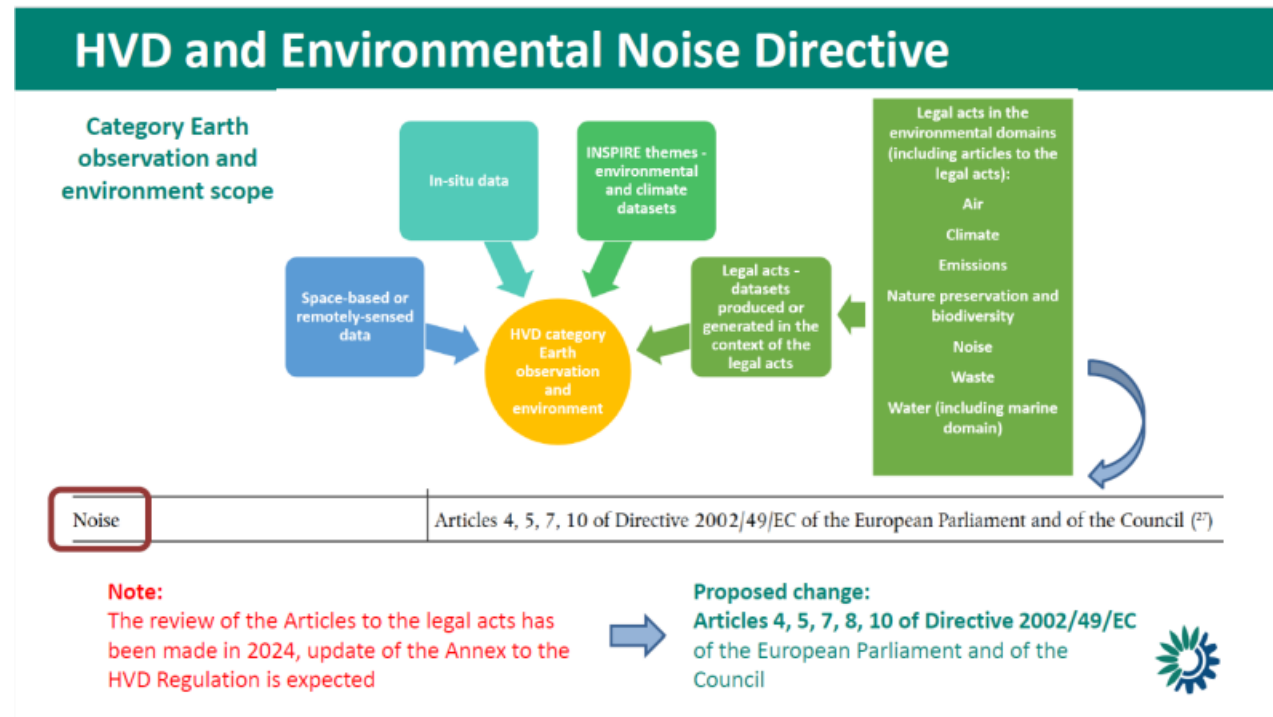 HVD and Environmental Noise Directive
Category Earth
observation and
environment scope
In-situ data
INSPIRE themes -
environmental
and climate
datasets
Space-based or
remotely-sensed
data
HVD category
Earth
observation
and
environment
Legal acts -
datasets
produced or
generated in the
context of the
legal acts
Legal acts in the
environmental domains
(including articles to the
legal acts):
Air
Climate
Emissions
Nature preservation and
biodiversity
Noise
Waste
Water (including marine
domain)
Noise
Articles 4, 5, 7, 10 of Directive 2002/49/EC of the European Parliament and of the Council (²⁷)
Note:
The review of the Articles to the legal acts has
been made in 2024, update of the Annex to the
HVD Regulation is expected
Proposed change:
Articles 4, 5, 7, 8, 10 of Directive 2002/49/EC
of the European Parliament and of the
Council